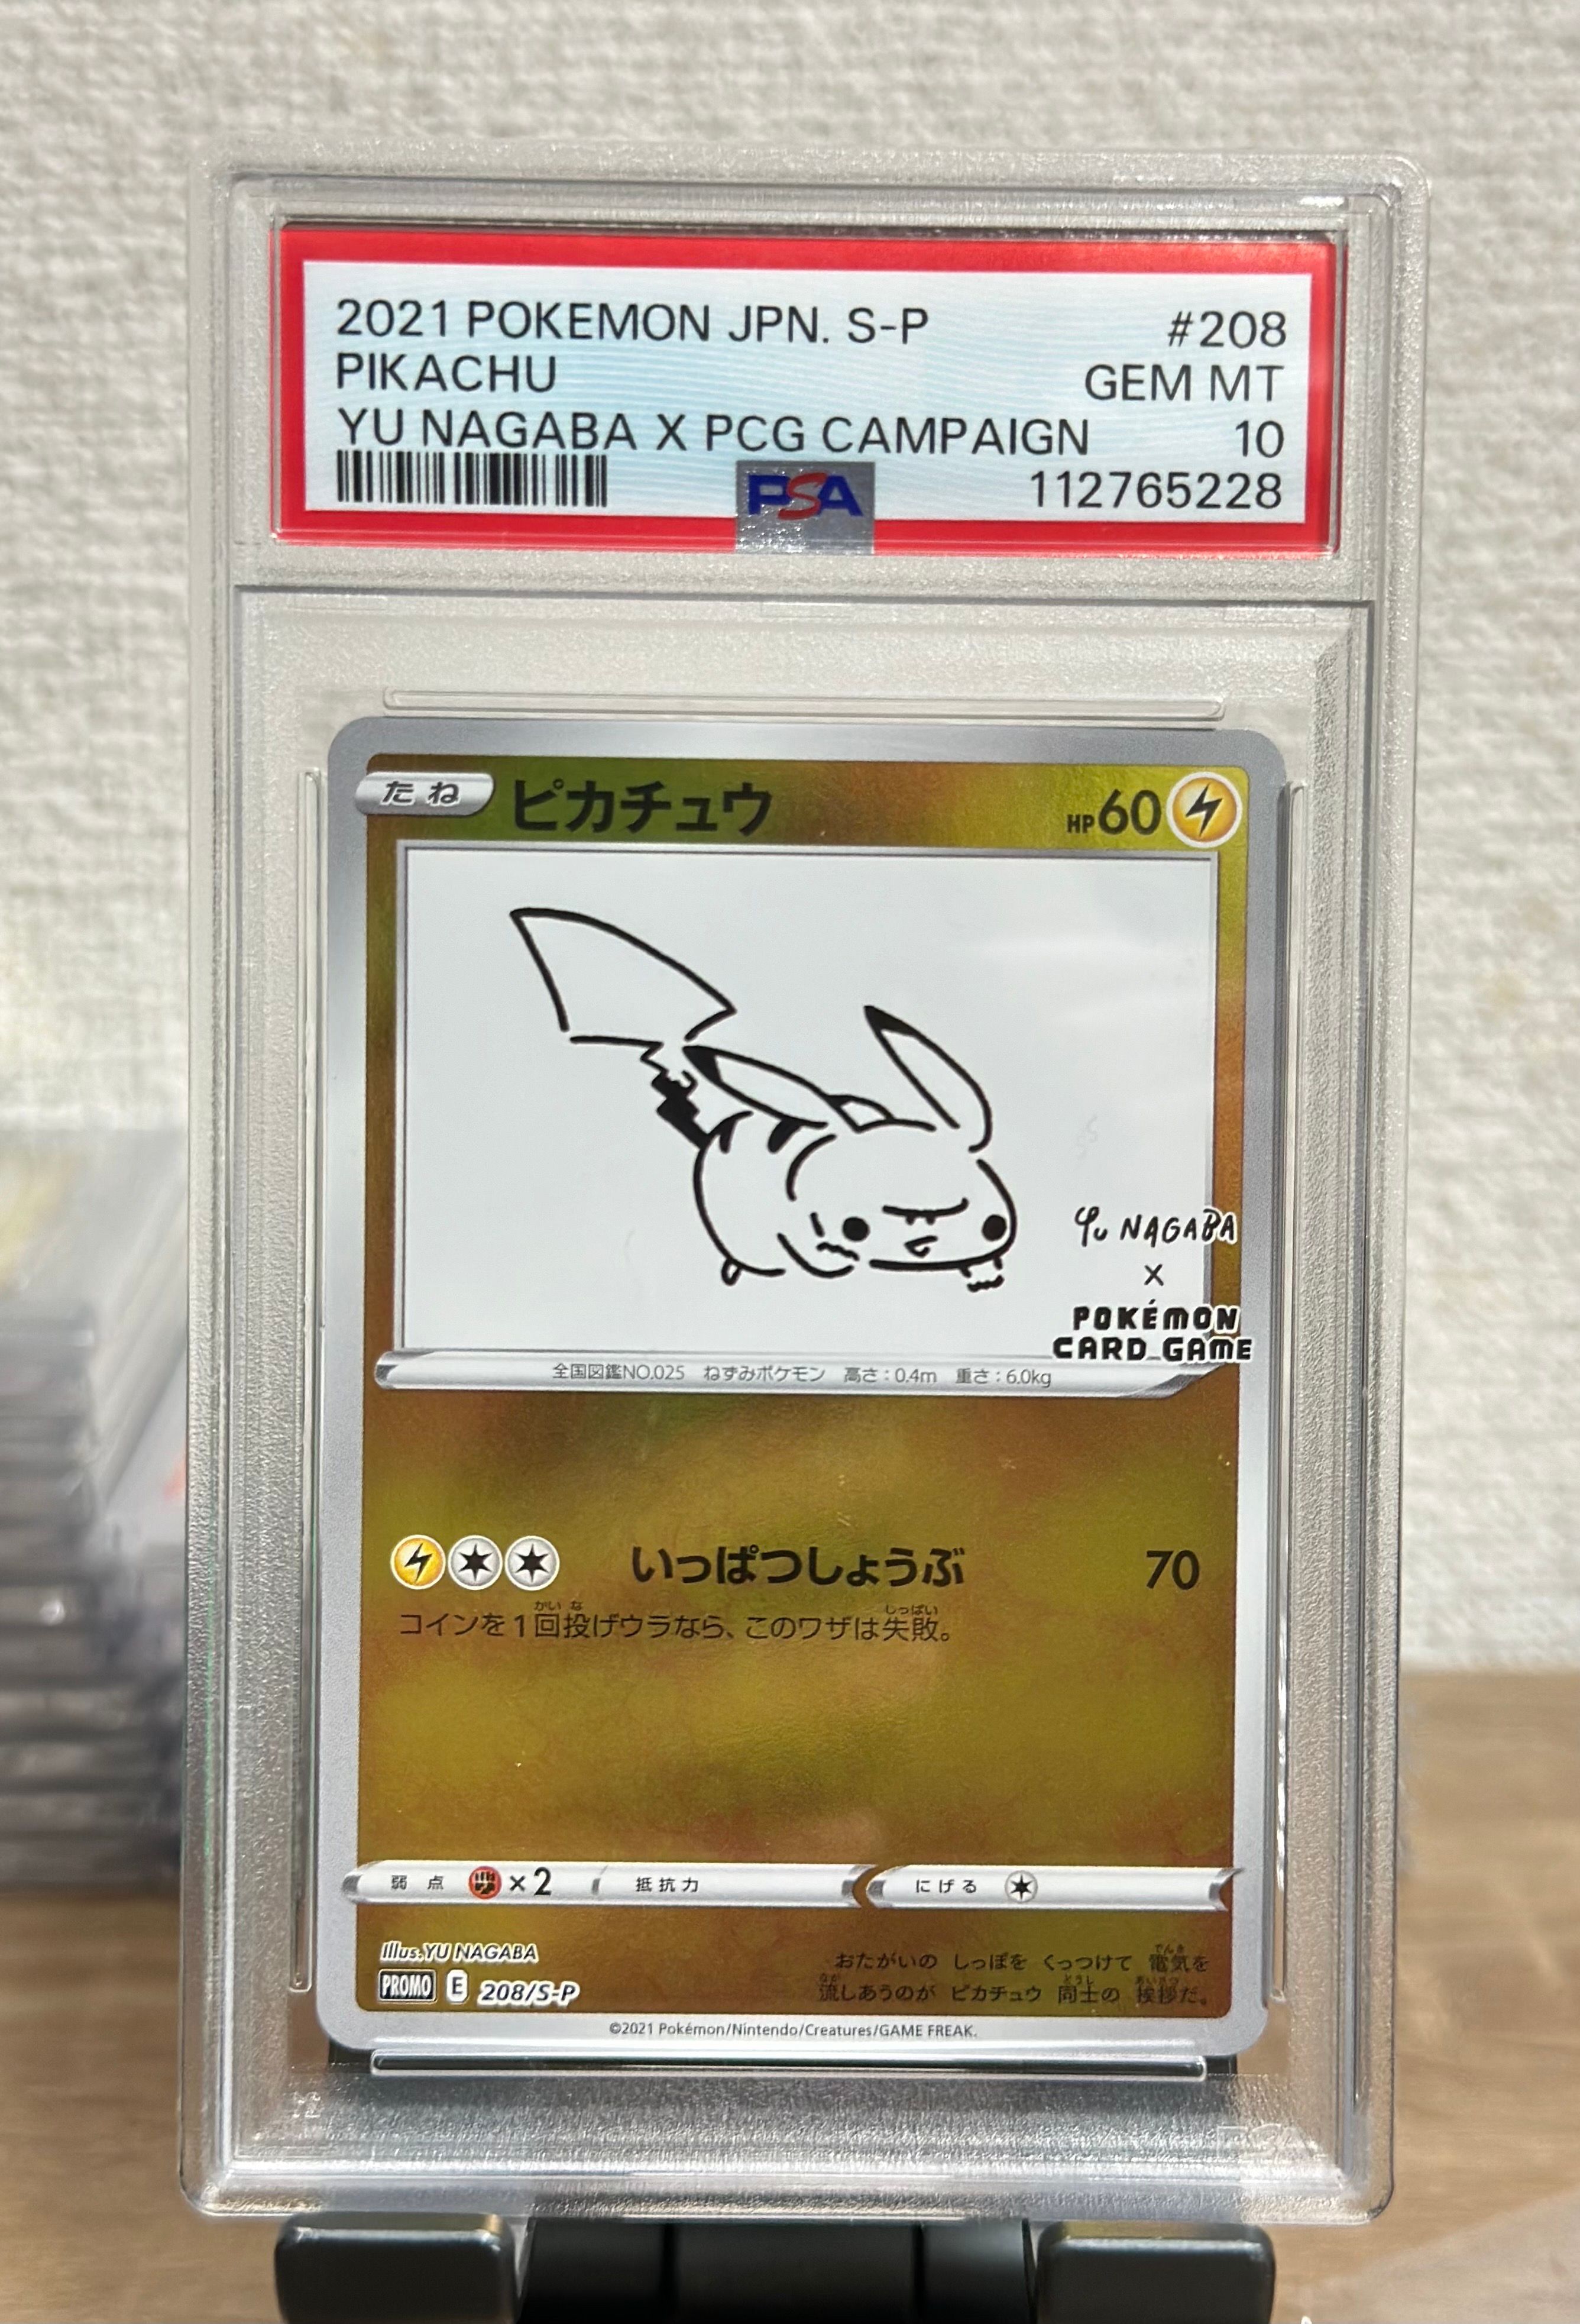 2021 POKEMON JPN. S-P #208
PIKACHU GEM MT
YU NAGABA X PCG CAMPAIGN 10
PSA 112765228
たね ピカチュウ HP60
Yu NAGABA
X
POKÉMON
CARD GAME
全国図鑑NO.025 ねずみポケモン 高さ:0.4m 重さ:6.0kg
いっぱつしょうぶ 70
コインを1回投げウラなら、このワザは失敗。
弱点 ×2 抵抗力 にげる
Illus.YU NAGABA
PROMO E 208/S-P
おたがいの しっぽを くっつけて 電気を
流しあうのが ピカチュウ 同士の 挨拶だ。
©2021 Pokémon/Nintendo/Creatures/GAME FREAK.